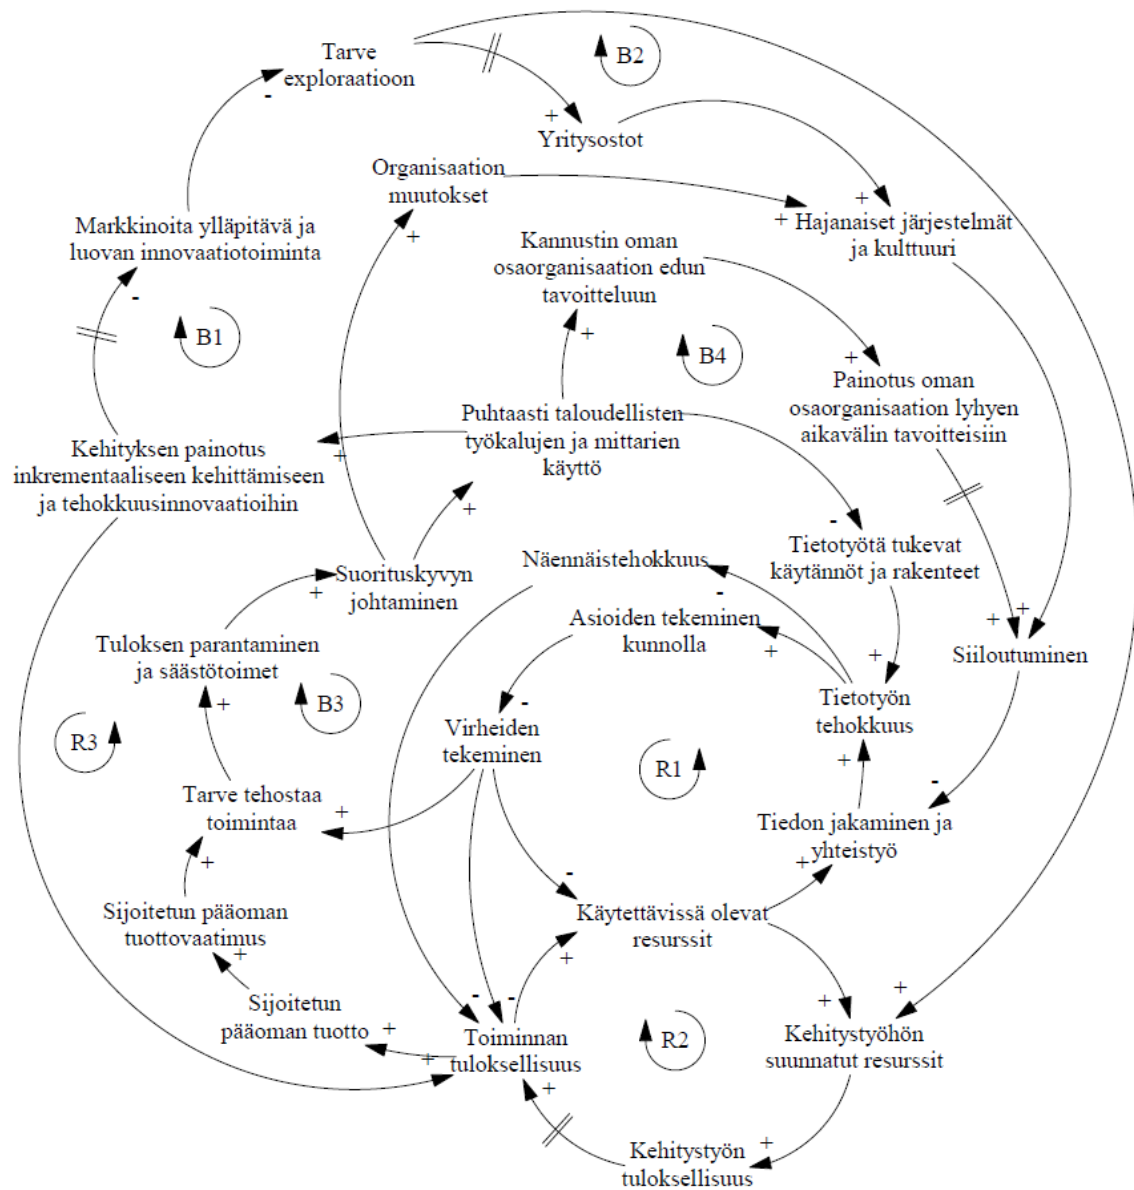 Tarve
exploraatioon
B2
-
+
Yritysostot
Organisaation
muutokset
+
+
+
Hajanaiset järjestelmät
ja kulttuuri
Markkinoita ylläpitävä ja
luovan innovaatiotoiminta
-
B1
Kannustin oman
osaorganisaation edun
tavoitteluun
+
B4
+
Painotus oman
osaorganisaation lyhyen
aikavälin tavoitteisiin
Puhtaasti taloudellisten
työkalujen ja mittarien
käyttö
+
Kehityksen painotus
inkrementaaliseen kehittämiseen
ja tehokkuusinnovaatioihin
+
-
Tietotyötä tukevat
käytännöt ja rakenteet
Näennäistehokkuus
-
Suorituskyvyn
johtaminen
+
Asioiden tekeminen
kunnolla
+
+
+
Siiloutuminen
+
Tuloksen parantaminen
ja säästötoimet
+
B3
R3
-
Virheiden
tekeminen
Tietotyön
tehokkuus
+
R1
-
Tarve tehostaa
toimintaa
+
Tiedon jakaminen ja
yhteistyö
+
+
-
Käytettävissä olevat
resurssit
+
Sijoitetun pääoman
tuottovaatimus
+
Sijoitetun
pääoman tuotto
+
-
-
+
+
+
Toiminnan
tuloksellisuus
+
R2
Kehitystyöhön
suunnatut resurssit
+
Kehitystyön
tuloksellisuus